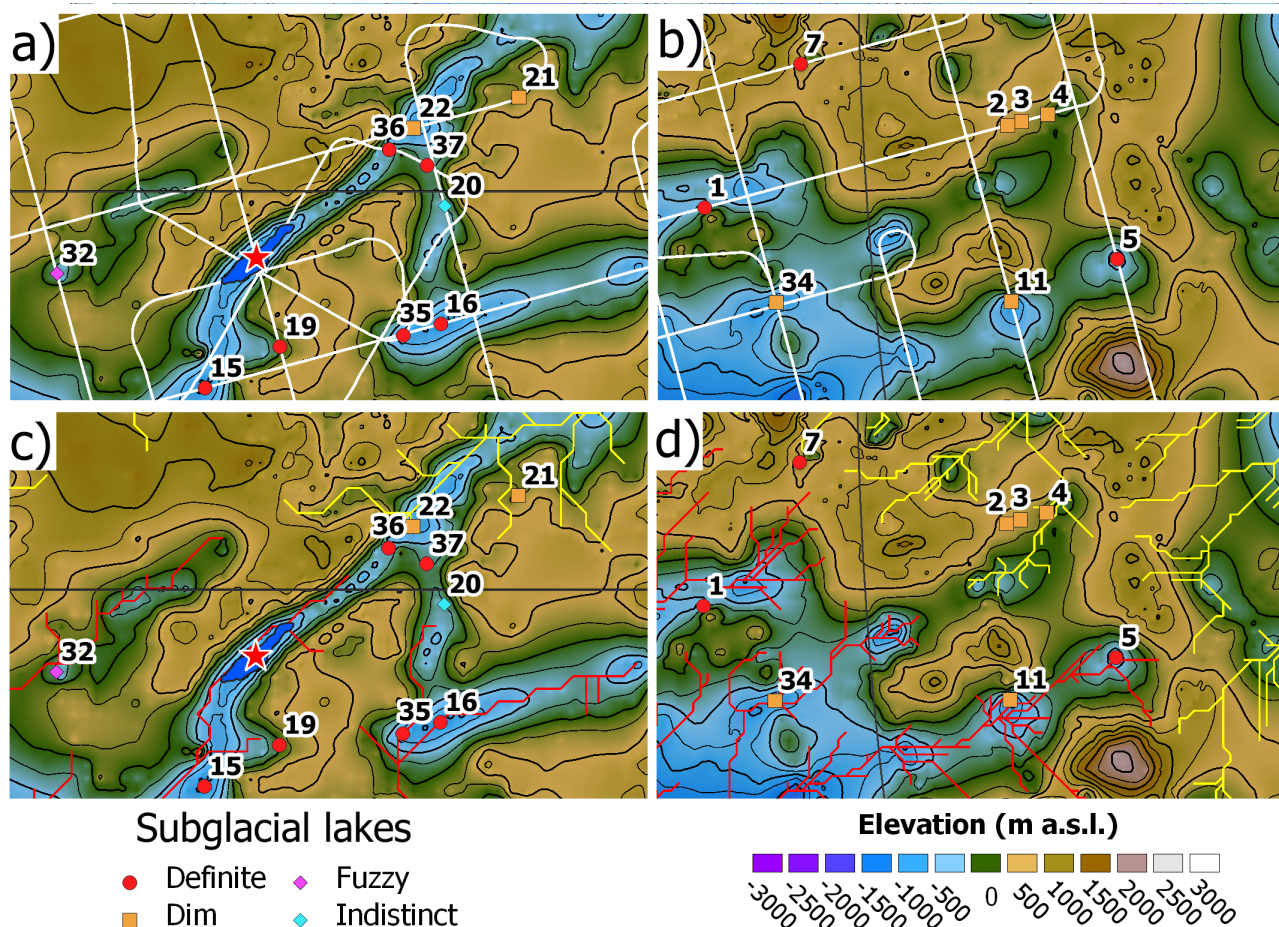 a)
21
22
36
37
20
32
35
16
19
15
b)
7
2 3 4
1
5
34
11
c)
21
22
36
37
20
32
35
16
19
15
d)
7
2 3 4
1
5
34
11
Subglacial lakes
Definite
Fuzzy
Dim
Indistinct
Elevation (m a.s.l.)
-3000 -2500 -2000 -1500 -1000 -500 0 500 1000 1500 2000 2500 3000